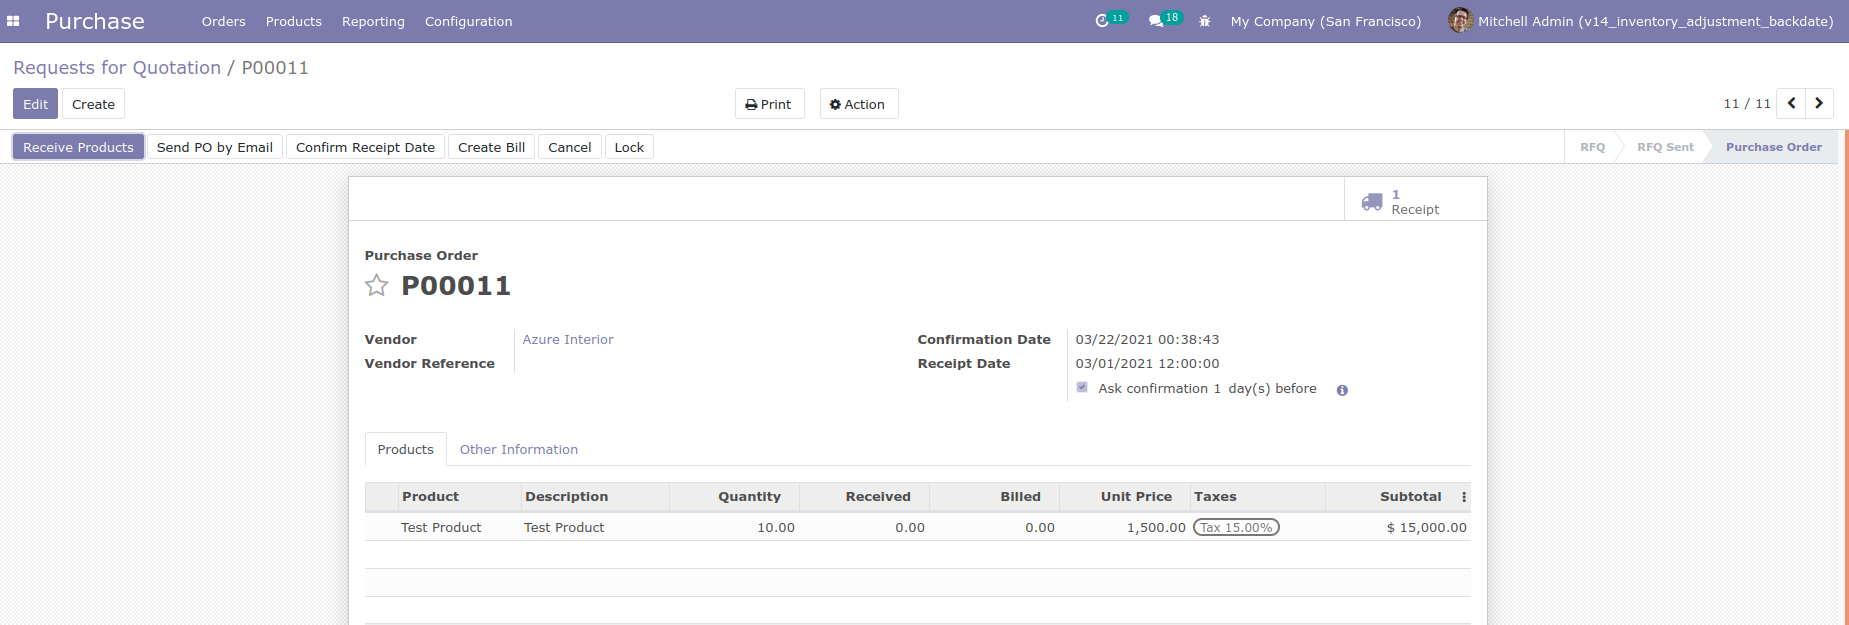 Purchase Orders Products Reporting Configuration 11 18 My Company (San Francisco) Mitchell Admin (v14_inventory_adjustment_backdate)
Requests for Quotation / P00011
Edit Create Print Action 11 / 11
Receive Products Send PO by Email Confirm Receipt Date Create Bill Cancel Lock RFQ RFQ Sent Purchase Order
1
Receipt
Purchase Order
P00011
Vendor Azure Interior Confirmation Date 03/22/2021 00:38:43
Vendor Reference Receipt Date 03/01/2021 12:00:00
Ask confirmation 1 day(s) before
Products Other Information
Product Description Quantity Received Billed Unit Price Taxes Subtotal
Test Product Test Product 10.00 0.00 0.00 1,500.00 Tax 15.00% $ 15,000.00